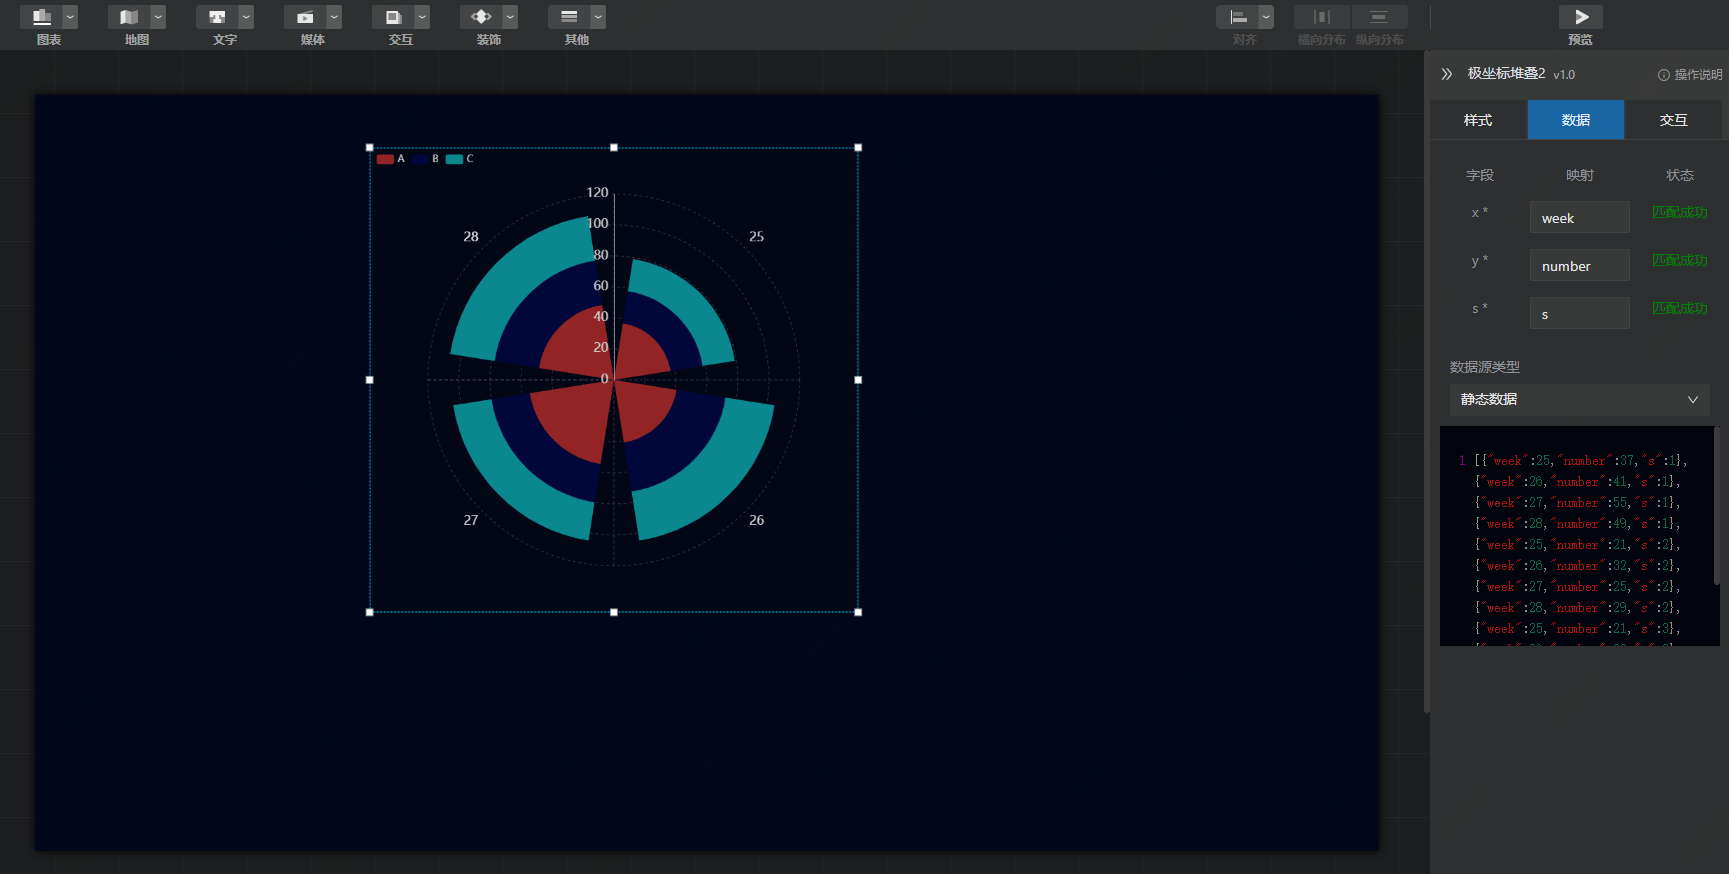 图表
地图
文字
媒体
交互
装饰
其他
对齐
横向分布
纵向分布
预览
极坐标堆叠2 v1.0
操作说明
样式
数据
交互
字段
映射
状态
x *
week
匹配成功
y *
number
匹配成功
s *
s
匹配成功
数据源类型
静态数据
1 [{"week":25,"number":37,"s":1},
{"week":26,"number":41,"s":1},
{"week":27,"number":55,"s":1},
{"week":28,"number":49,"s":1},
{"week":25,"number":21,"s":2},
{"week":26,"number":32,"s":2},
{"week":27,"number":25,"s":2},
{"week":28,"number":29,"s":2},
{"week":25,"number":21,"s":3},
A B C
120
100
80
60
40
20
0
28
25
27
26